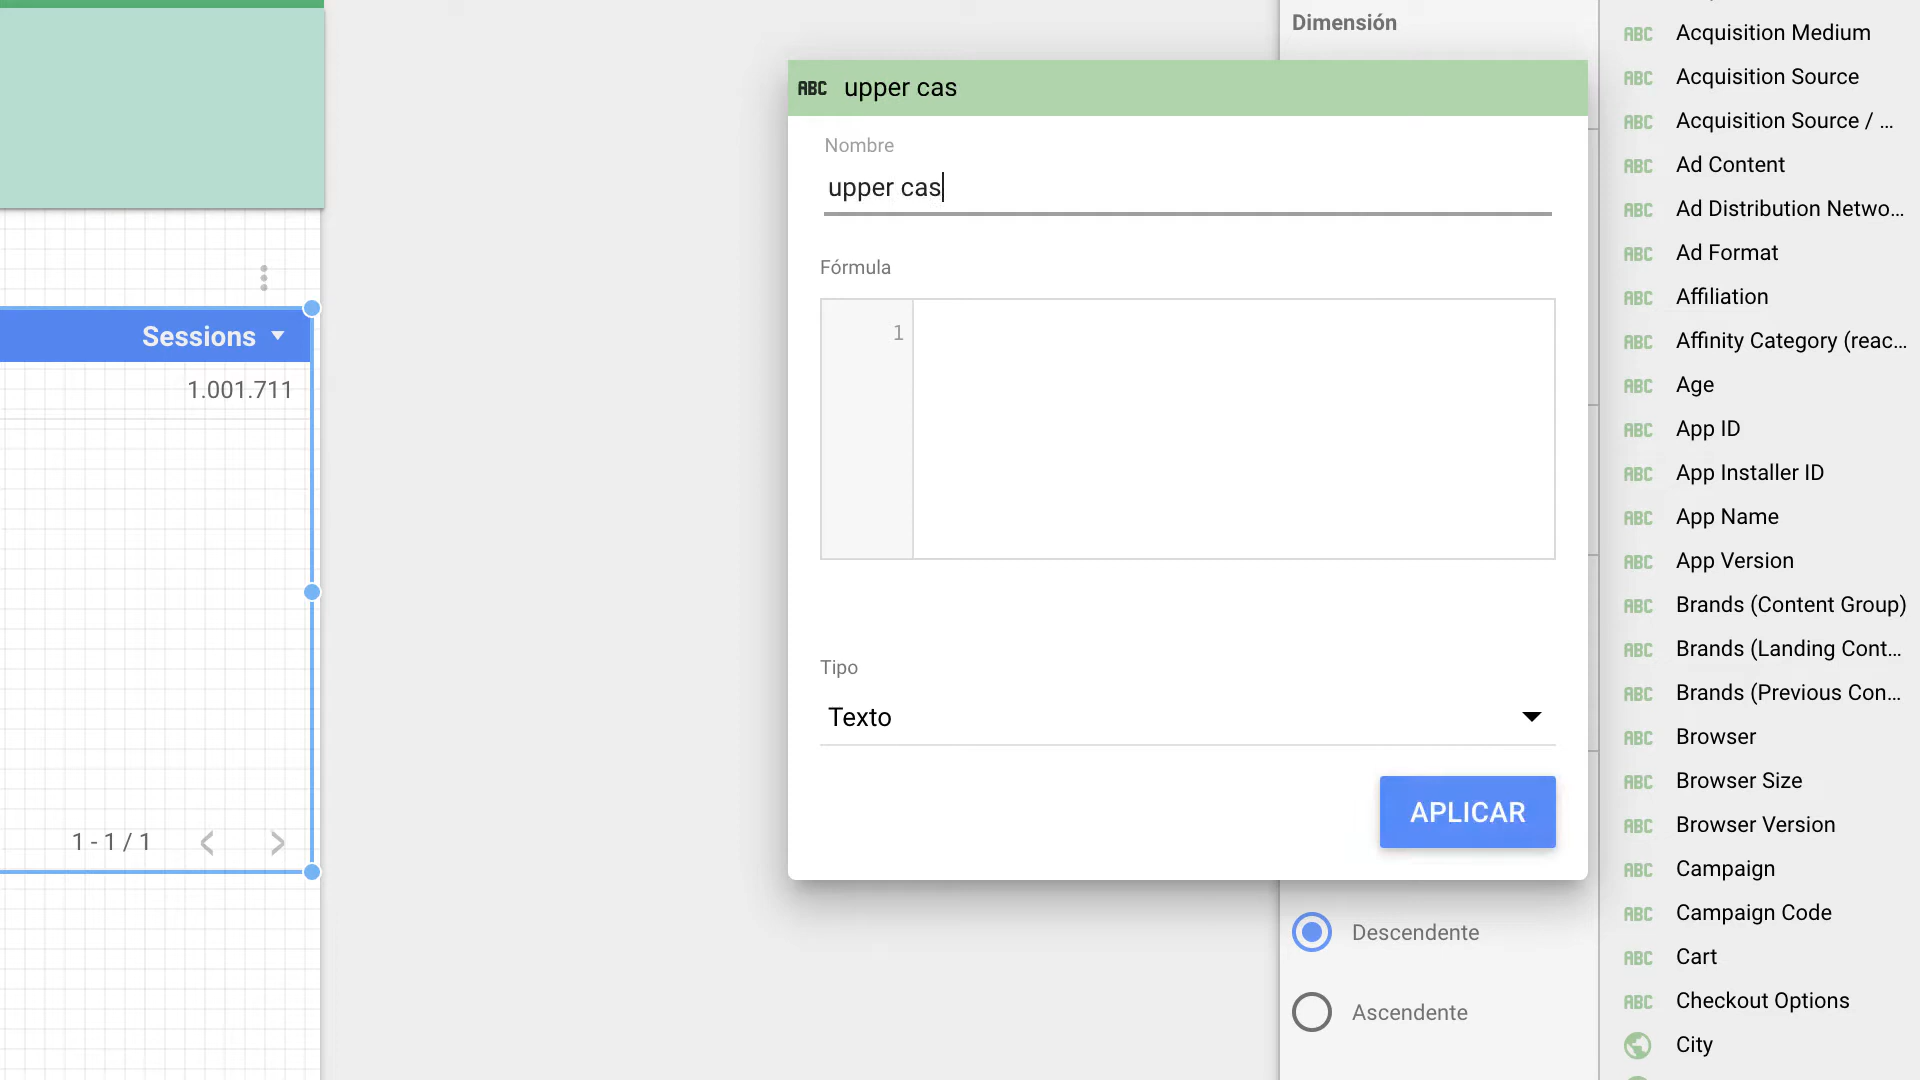 Sessions
1.001.711
1 - 1 / 1
Dimensión
ABC upper cas
Nombre
upper cas
Fórmula
1
Tipo
Texto
APLICAR
Descendente
Ascendente
ABC Acquisition Medium
ABC Acquisition Source
ABC Acquisition Source / ...
ABC Ad Content
ABC Ad Distribution Netwo...
ABC Ad Format
ABC Affiliation
ABC Affinity Category (reac...
ABC Age
ABC App ID
ABC App Installer ID
ABC App Name
ABC App Version
ABC Brands (Content Group)
ABC Brands (Landing Cont...
ABC Brands (Previous Con...
ABC Browser
ABC Browser Size
ABC Browser Version
ABC Campaign
ABC Campaign Code
ABC Cart
ABC Checkout Options
City